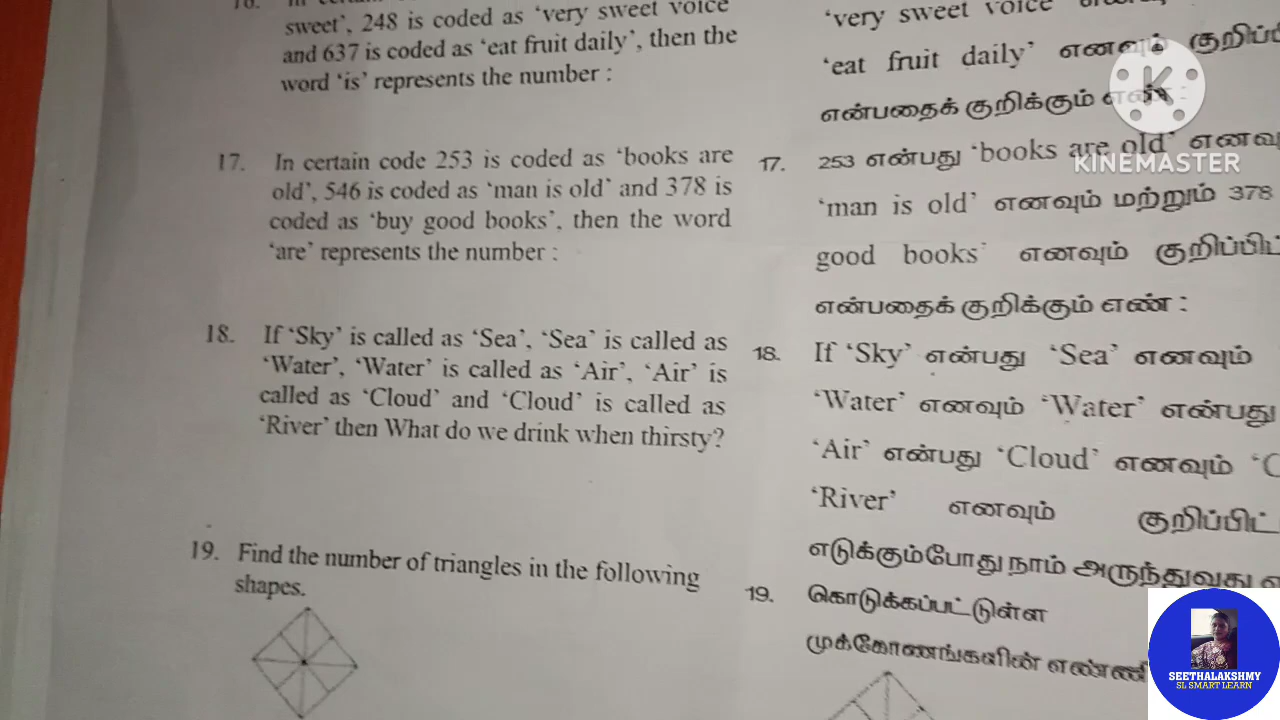 sweet', 248 is coded as 'very sweet voice
and 637 is coded as 'eat fruit daily', then the
word 'is' represents the number :
17. In certain code 253 is coded as 'books are
old', 546 is coded as 'man is old' and 378 is
coded as 'buy good books', then the word
'are' represents the number :
18. If 'Sky' is called as 'Sea', 'Sea' is called as
'Water', 'Water' is called as 'Air', 'Air' is
called as 'Cloud' and 'Cloud' is called as
'River' then What do we drink when thirsty?
19. Find the number of triangles in the following
shapes.
'very sweet voice'
'eat fruit daily' எனவும்
என்பதைக் குறிக்கும் எண் :
17. 253 என்பது 'books are old'
'man is old' எனவும் மற்றும் 378
good books' எனவும்
என்பதைக் குறிக்கும் எண் :
18. If 'Sky' என்பது 'Sea' எனவும்
'Water' எனவும் 'Water' என்பது
'Air' என்பது 'Cloud' எனவும்
'River' எனவும்
எடுக்கும்போது நாம் அருந்துவது
19. கொடுக்கப்பட்டுள்ள
முக்கோணங்களின்
KINEMASTER
SEETHALAKSHMY
SL SMART LEARN